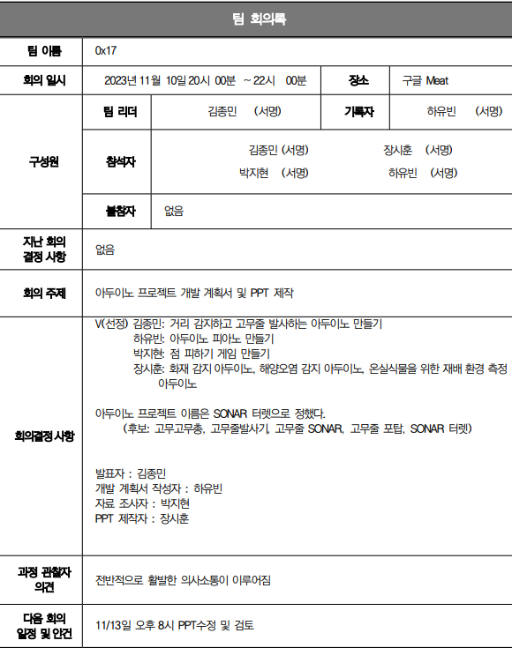 팀 회의록
팀 이름 0x17
회의 일시 2023년 11월 10일 20시 00분 ~ 22시 00분 장소 구글 Meat
구성원 팀 리더 김종민 (서명) 기록자 하유빈 (서명)
참석자 김종민 (서명) 장시훈 (서명)
박지현 (서명) 하유빈 (서명)
불참자 없음
지난 회의
결정 사항
없음
회의 주제 아두이노 프로젝트 개발 계획서 및 PPT 제작
회의결정 사항
V(선정) 김종민: 거리 감지하고 고무줄 발사하는 아두이노 만들기
하유빈: 아두이노 피아노 만들기
박지현: 점 피하기 게임 만들기
장시훈: 화재 감지 아두이노, 해양오염 감지 아두이노, 온실식물을 위한 재배 환경 측정
아두이노
아두이노 프로젝트 이름은 SONAR 터렛으로 정했다.
(후보: 고무고무총, 고무줄발사기, 고무줄 SONAR, 고무줄 포탑, SONAR 터렛)
발표자 : 김종민
개발 계획서 작성자 : 하유빈
자료 조사자 : 박지현
PPT 제작자 : 장시훈
과정 관찰자
의견
전반적으로 활발한 의사소통이 이루어짐
다음 회의
일정 및 안건
11/13일 오후 8시 PPT수정 및 검토